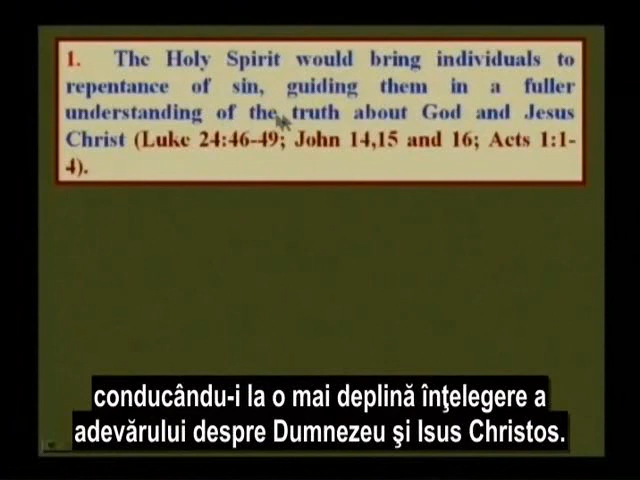 1. The Holy Spirit would bring individuals to
repentance of sin, guiding them in a fuller
understanding of the truth about God and Jesus
Christ (Luke 24:46-49; John 14,15 and 16; Acts 1:1-
4).
conducându-i la o mai deplină înţelegere a
adevărului despre Dumnezeu şi Isus Christos.